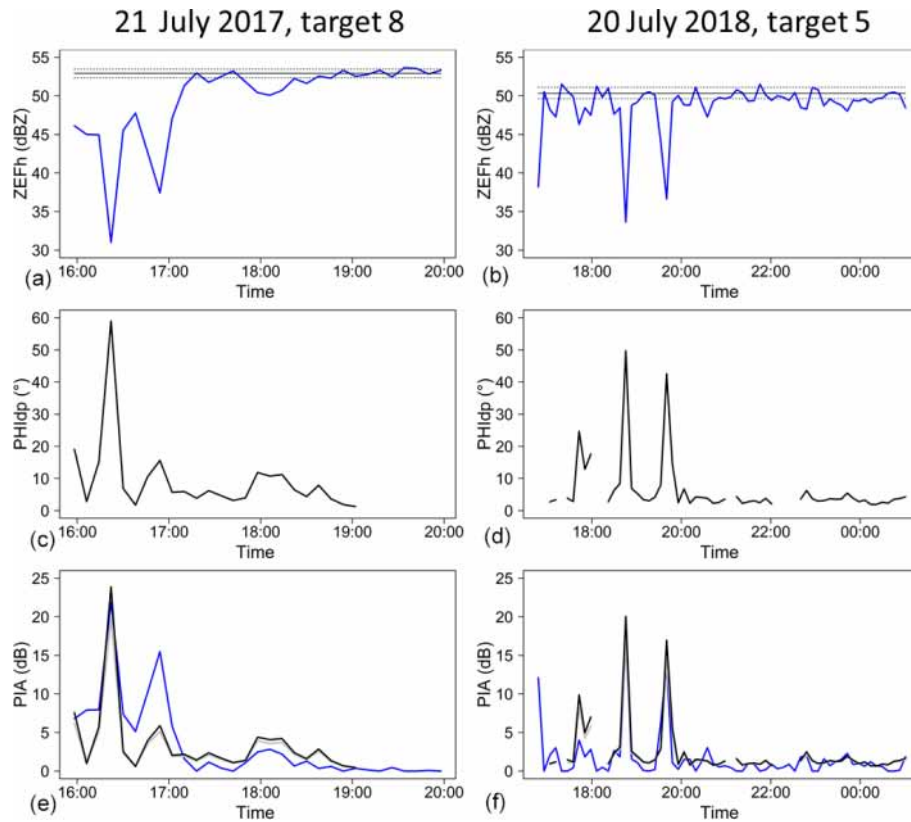 21 July 2017, target 8
20 July 2018, target 5
55
50
45
40
35
30
ZEFh (dBZ)
16:00 17:00 18:00 19:00 20:00
(a)
Time
55
50
45
40
35
30
ZEFh (dBZ)
18:00 20:00 22:00 00:00
(b)
Time
60
50
40
30
20
10
0
PHIdp (°)
16:00 17:00 18:00 19:00 20:00
(c)
Time
60
50
40
30
20
10
0
PHIdp (°)
18:00 20:00 22:00 00:00
(d)
Time
25
20
15
10
5
0
PIA (dB)
16:00 17:00 18:00 19:00 20:00
(e)
Time
25
20
15
10
5
0
PIA (dB)
18:00 20:00 22:00 00:00
(f)
Time